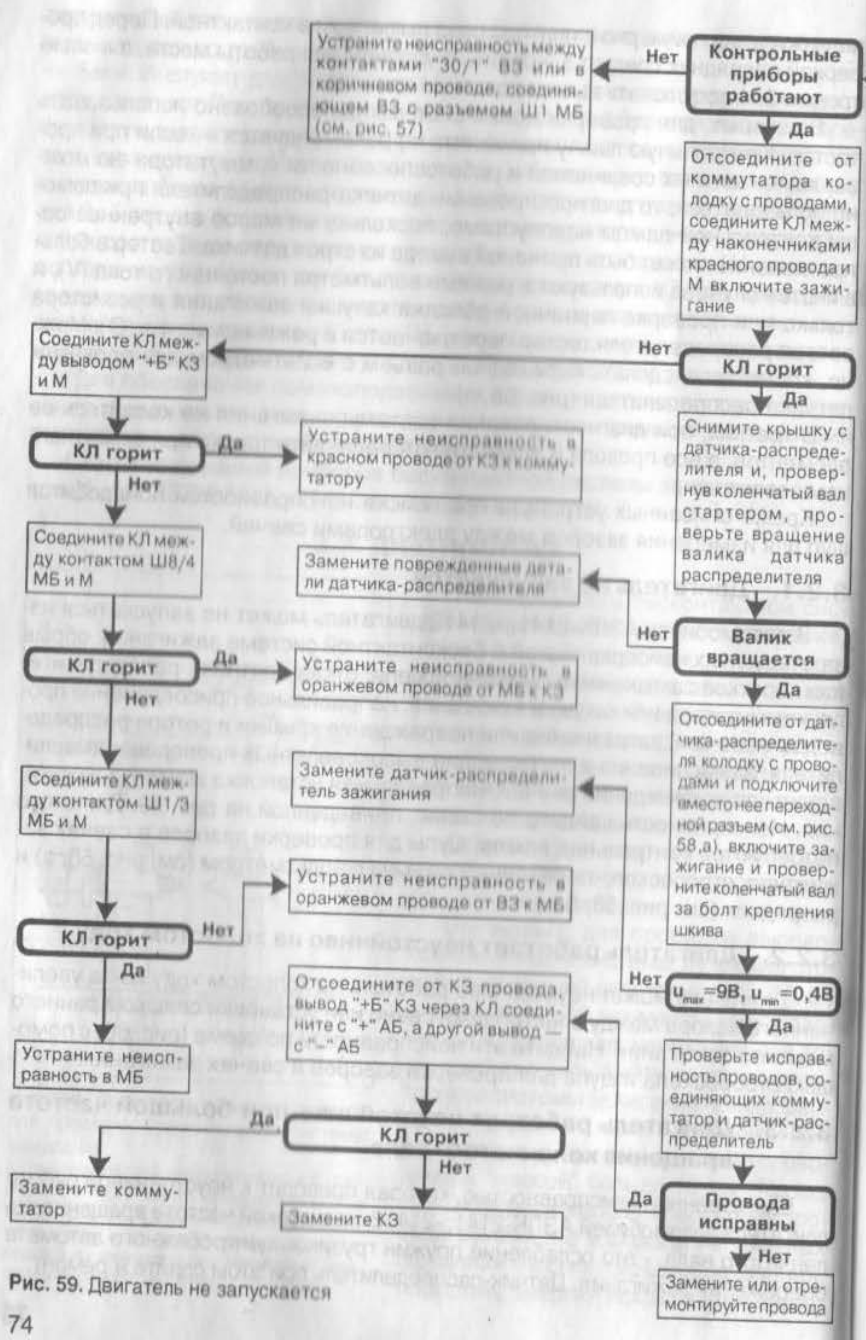 Устраните неисправность между
контактами "30/1" ВЗ или в
коричневом проводе, соединя-
ющем ВЗ с разъемом Ш1 МБ
(см. рис. 57)
Нет
Контрольные
приборы
работают
Да
Отсоедините от
коммутатора ко-
лодку с проводами,
соедините КЛ меж-
ду наконечниками
красного провода и
М включите зажи-
гание
Нет
КЛ горит
Да
Соедините КЛ меж-
ду выводом "+Б" КЗ
и М
КЛ горит
Да
Нет
Устраните неисправность в
красном проводе от КЗ к комму-
татору
Снимите крышку с
датчика-распреде-
лителя и, провер-
нув коленчатый вал
стартером, про-
верьте вращение
валика датчика
распределителя
Соедините КЛ меж-
ду контактом Ш8/4
МБ и М
Замените поврежденные дета-
ли датчика-распределителя
Нет
Валик
вращается
Да
КЛ горит
Да
Нет
Устраните неисправность в
оранжевом проводе от МБ к КЗ
Отсоедините от дат-
чика-распределите-
ля колодку с прово-
дами и подключите
вместо нее переход-
ной разъем (см. рис.
58,а), включите за-
жигание и провер-
ните коленчатый вал
за болт крепления
шкива
Соедините КЛ меж-
ду контактом Ш1/3
МБ и М
Замените датчик-распредели-
тель зажигания
Устраните неисправность в
оранжевом проводе от ВЗ к МБ
КЛ горит
Нет
Да
Отсоедините от КЗ провода,
вывод "+Б" КЗ через КЛ соеди-
ните с "+" АБ, а другой вывод —
с "–" АБ
Нет
u max=9В, u min=0,4В
Да
Устраните неисп-
равность в МБ
Проверьте исправ-
ность проводов, со-
единяющих комму-
татор и датчик-рас-
пределитель
Да
КЛ горит
Нет
Замените комму-
татор
Замените КЗ
Да
Провода
исправны
Нет
Замените или отре-
монтируйте провода
Рис. 59. Двигатель не запускается
74